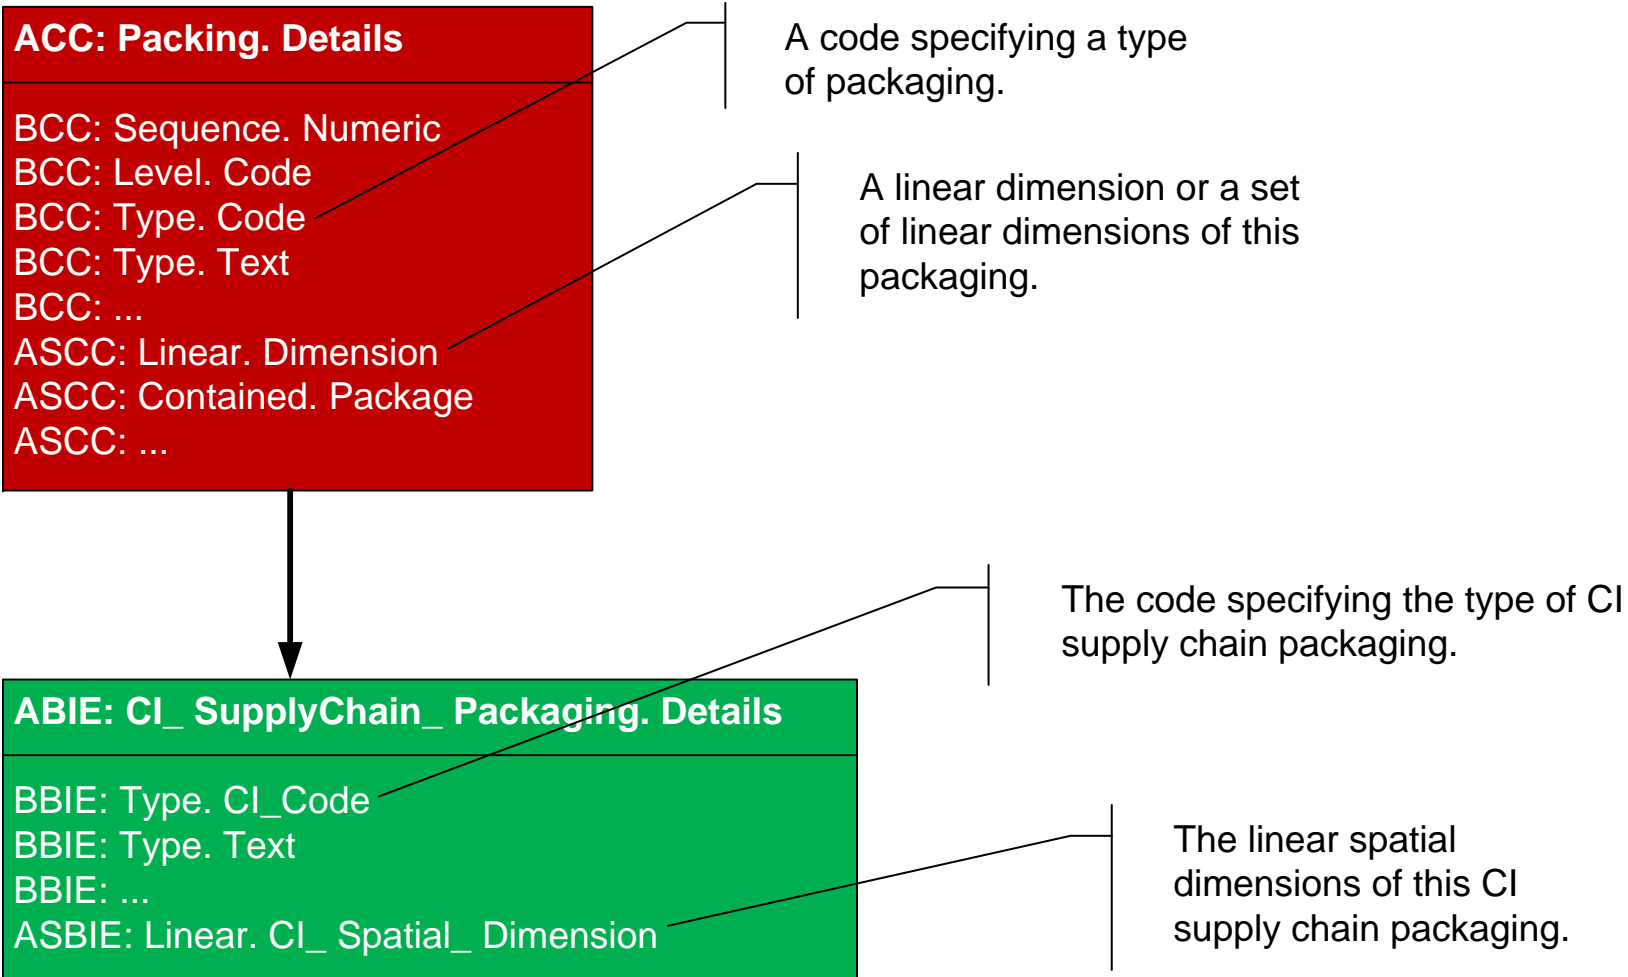 ACC: Packing. Details
BCC: Sequence. Numeric
BCC: Level. Code
BCC: Type. Code
BCC: Type. Text
BCC: ...
ASCC: Linear. Dimension
ASCC: Contained. Package
ASCC: ...
A code specifying a type
of packaging.
A linear dimension or a set
of linear dimensions of this
packaging.
ABIE: CI_ SupplyChain_ Packaging. Details
BBIE: Type. CI_Code
BBIE: Type. Text
BBIE: ...
ASBIE: Linear. CI_ Spatial_ Dimension
The code specifying the type of CI
supply chain packaging.
The linear spatial
dimensions of this CI
supply chain packaging.